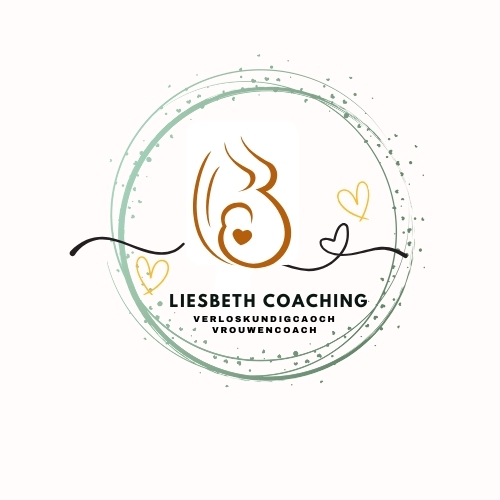 LIESBETH COACHING
VERLOSKUNDIGCAOCH
VROUWENCOACH